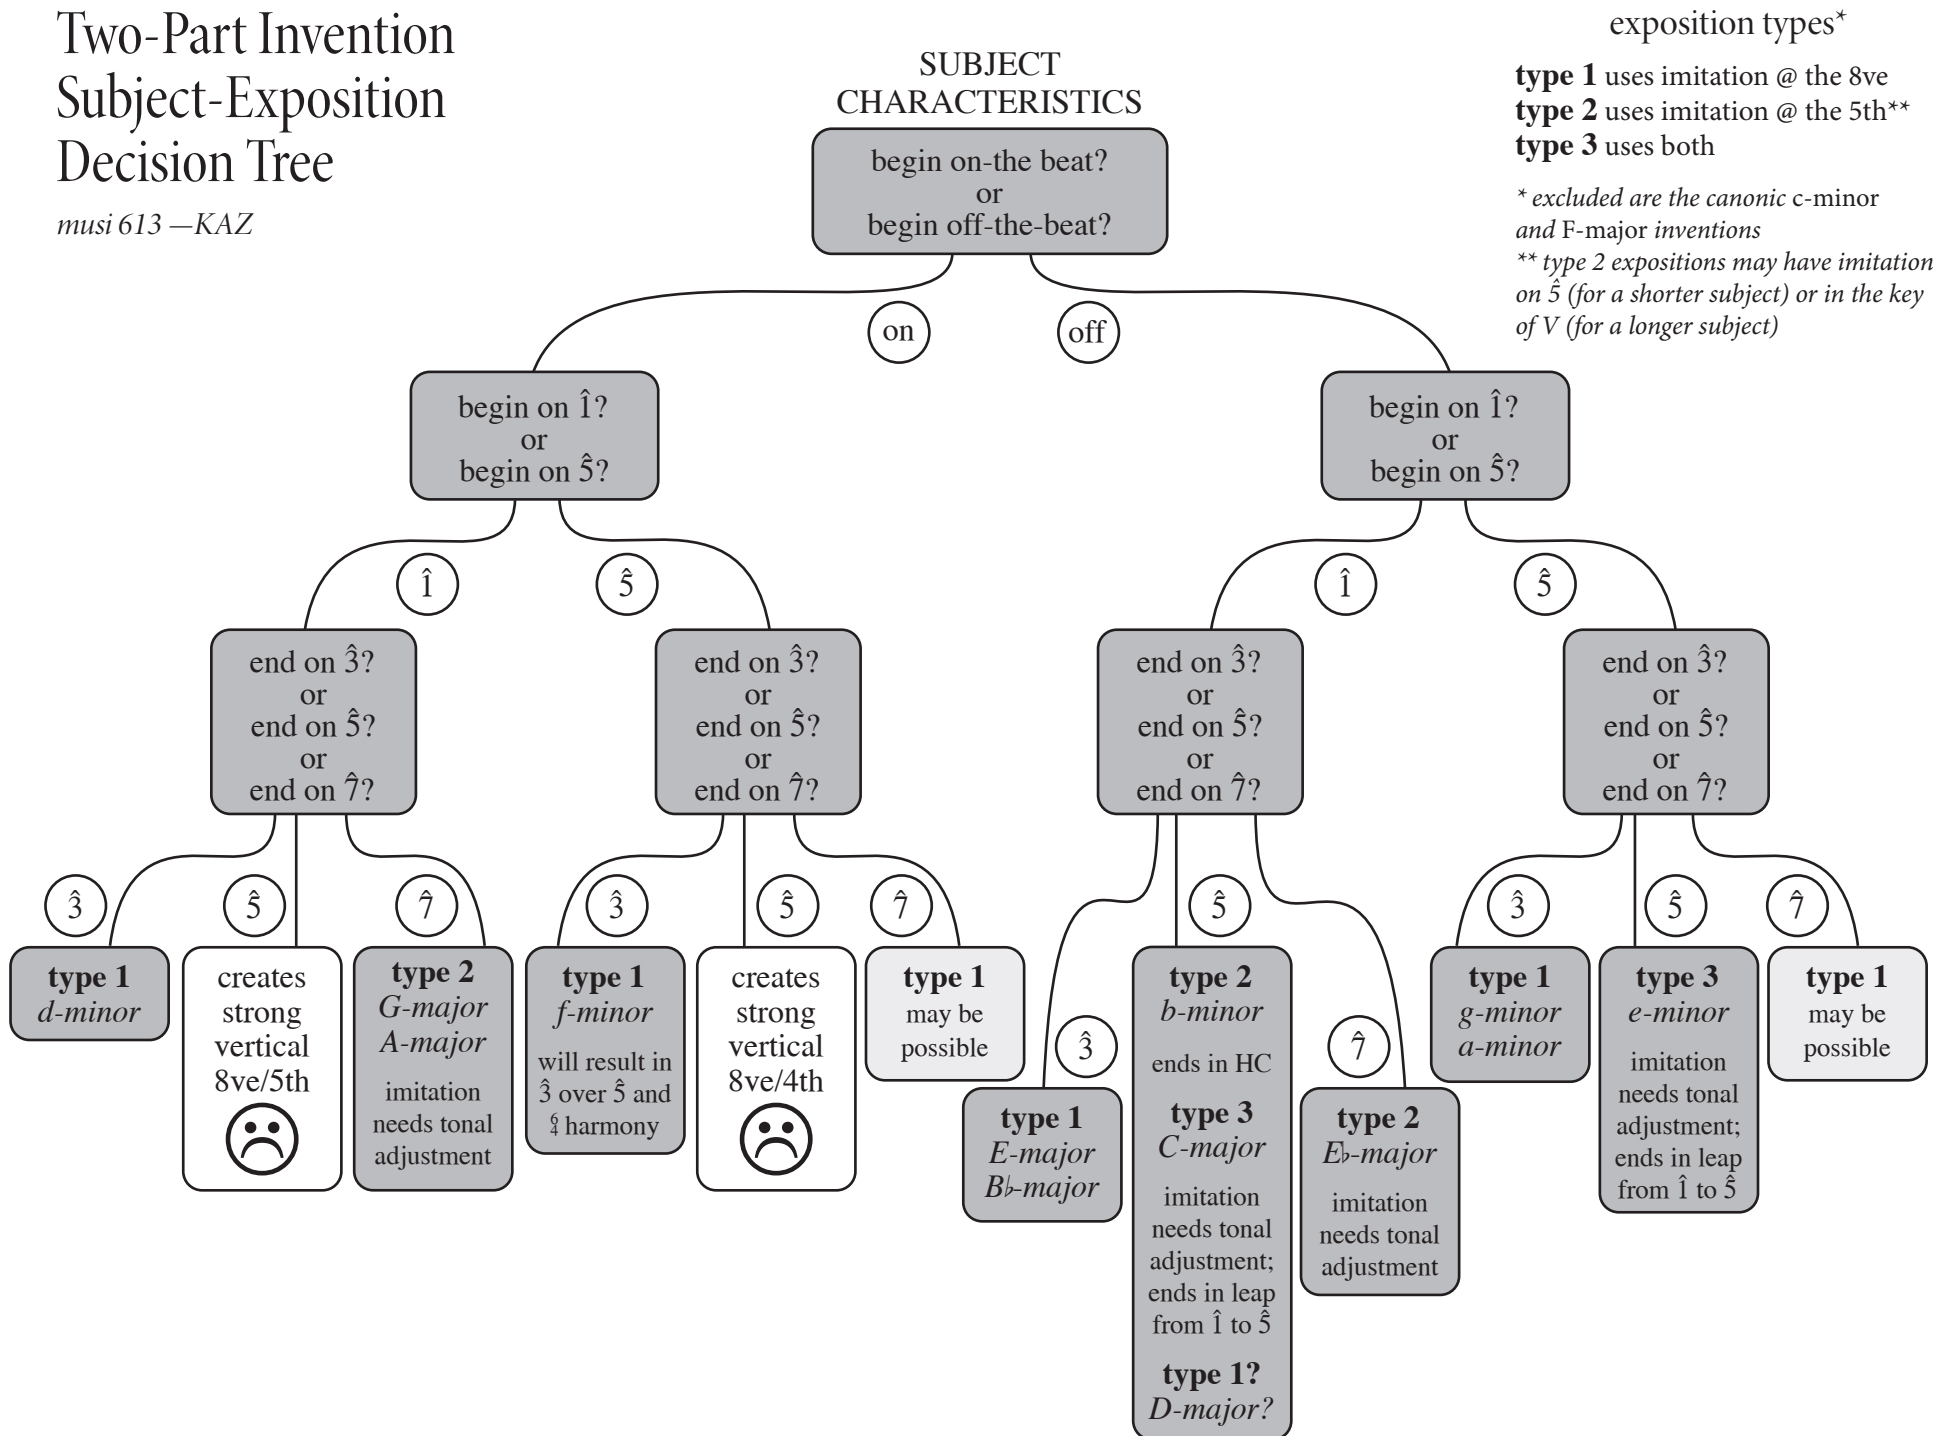 Two-Part Invention
Subject-Exposition
Decision Tree
musi 613 —KAZ
exposition types*
type 1 uses imitation @ the 8ve
type 2 uses imitation @ the 5th**
type 3 uses both
* excluded are the canonic c-minor
and F-major inventions
** type 2 expositions may have imitation
on 5̂ (for a shorter subject) or in the key
of V (for a longer subject)
SUBJECT
CHARACTERISTICS
begin on-the beat?
or
begin off-the-beat?
on
off
begin on 1̂?
or
begin on 5̂?
begin on 1̂?
or
begin on 5̂?
1̂
5̂
1̂
5̂
end on 3̂?
or
end on 5̂?
or
end on 7̂?
end on 3̂?
or
end on 5̂?
or
end on 7̂?
end on 3̂?
or
end on 5̂?
or
end on 7̂?
end on 3̂?
or
end on 5̂?
or
end on 7̂?
3̂
5̂
7̂
3̂
5̂
7̂
3̂
5̂
7̂
3̂
5̂
7̂
type 1
d-minor
creates
strong
vertical
8ve/5th
type 2
G-major
A-major
imitation
needs tonal
adjustment
type 1
f-minor
will result in
3̂ over 5̂ and
6
4 harmony
creates
strong
vertical
8ve/4th
type 1
may be
possible
type 1
E-major
B♭-major
type 2
b-minor
ends in HC
type 3
C-major
imitation
needs tonal
adjustment;
ends in leap
from 1̂ to 5̂
type 1?
D-major?
type 2
E♭-major
imitation
needs tonal
adjustment
type 1
g-minor
a-minor
type 3
e-minor
imitation
needs tonal
adjustment;
ends in leap
from 1̂ to 5̂
type 1
may be
possible